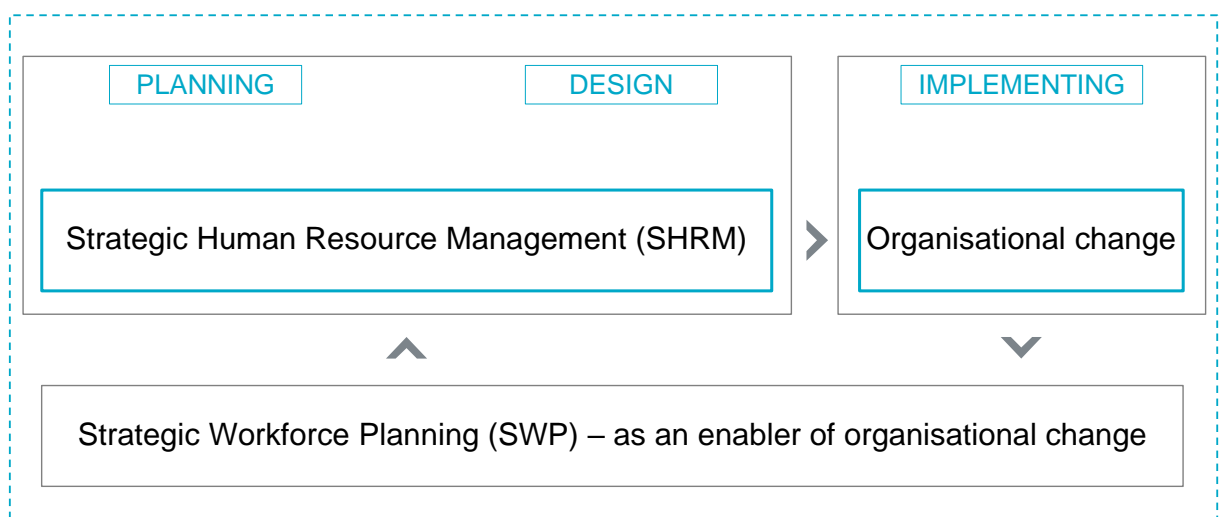 PLANNING
DESIGN
IMPLEMENTING
Strategic Human Resource Management (SHRM)
Organisational change
Strategic Workforce Planning (SWP) – as an enabler of organisational change